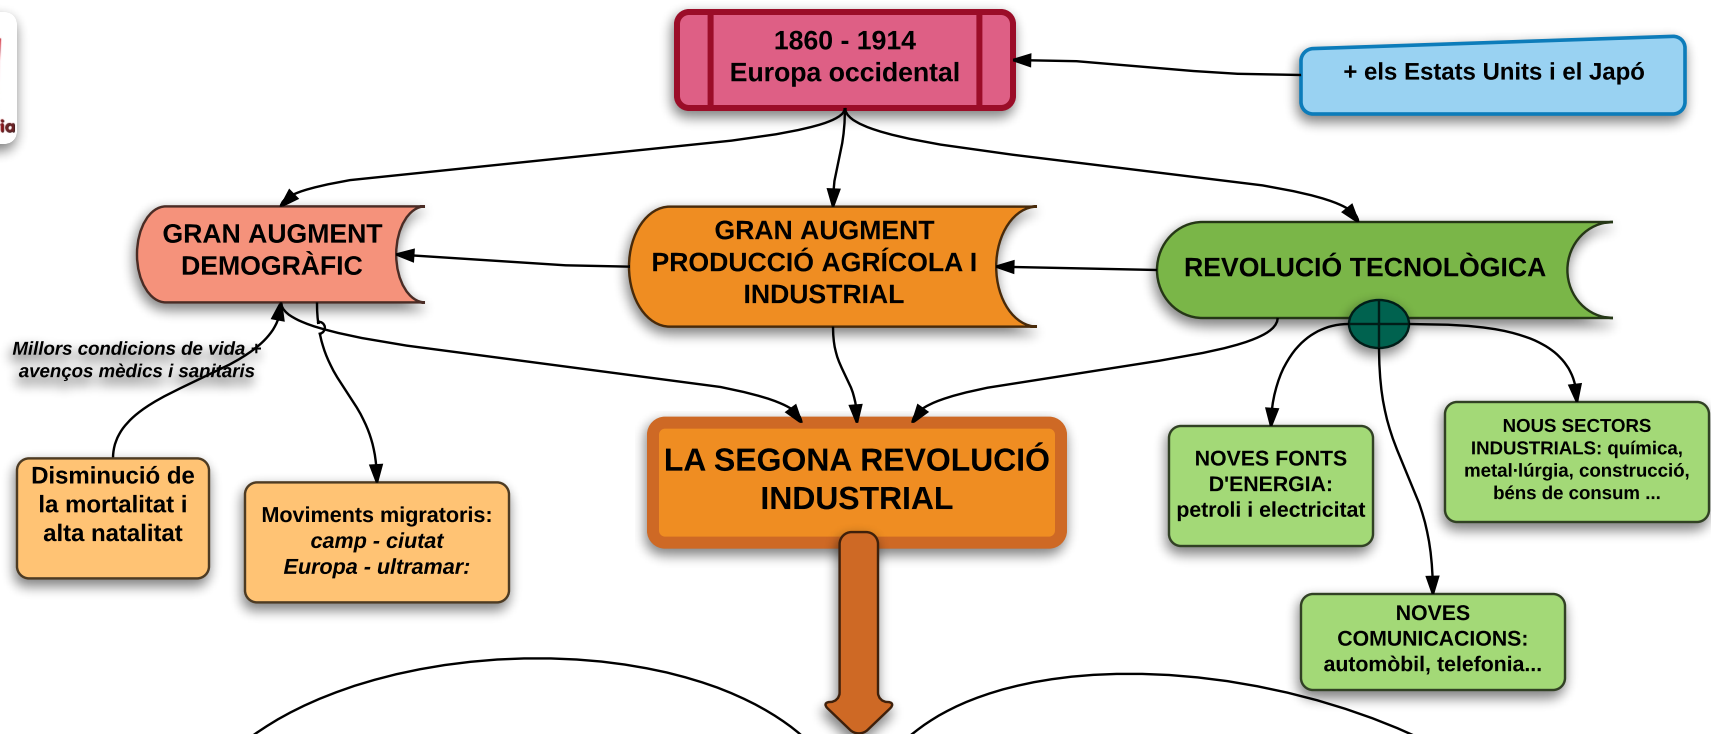 1860 - 1914
Europa occidental
+ els Estats Units i el Japó
ia
GRAN AUGMENT
DEMOGRÀFIC
GRAN AUGMENT
PRODUCCIÓ AGRÍCOLA I
INDUSTRIAL
REVOLUCIÓ TECNOLÒGICA
Millors condicions de vida +
avenços mèdics i sanitaris
Disminució de
la mortalitat i
alta natalitat
Moviments migratoris:
camp - ciutat
Europa - ultramar:
LA SEGONA REVOLUCIÓ
INDUSTRIAL
NOVES FONTS
D'ENERGIA:
petroli i electricitat
NOUS SECTORS
INDUSTRIALS: química,
metal·lúrgia, construcció,
béns de consum ...
NOVES
COMUNICACIONS:
automòbil, telefonia...